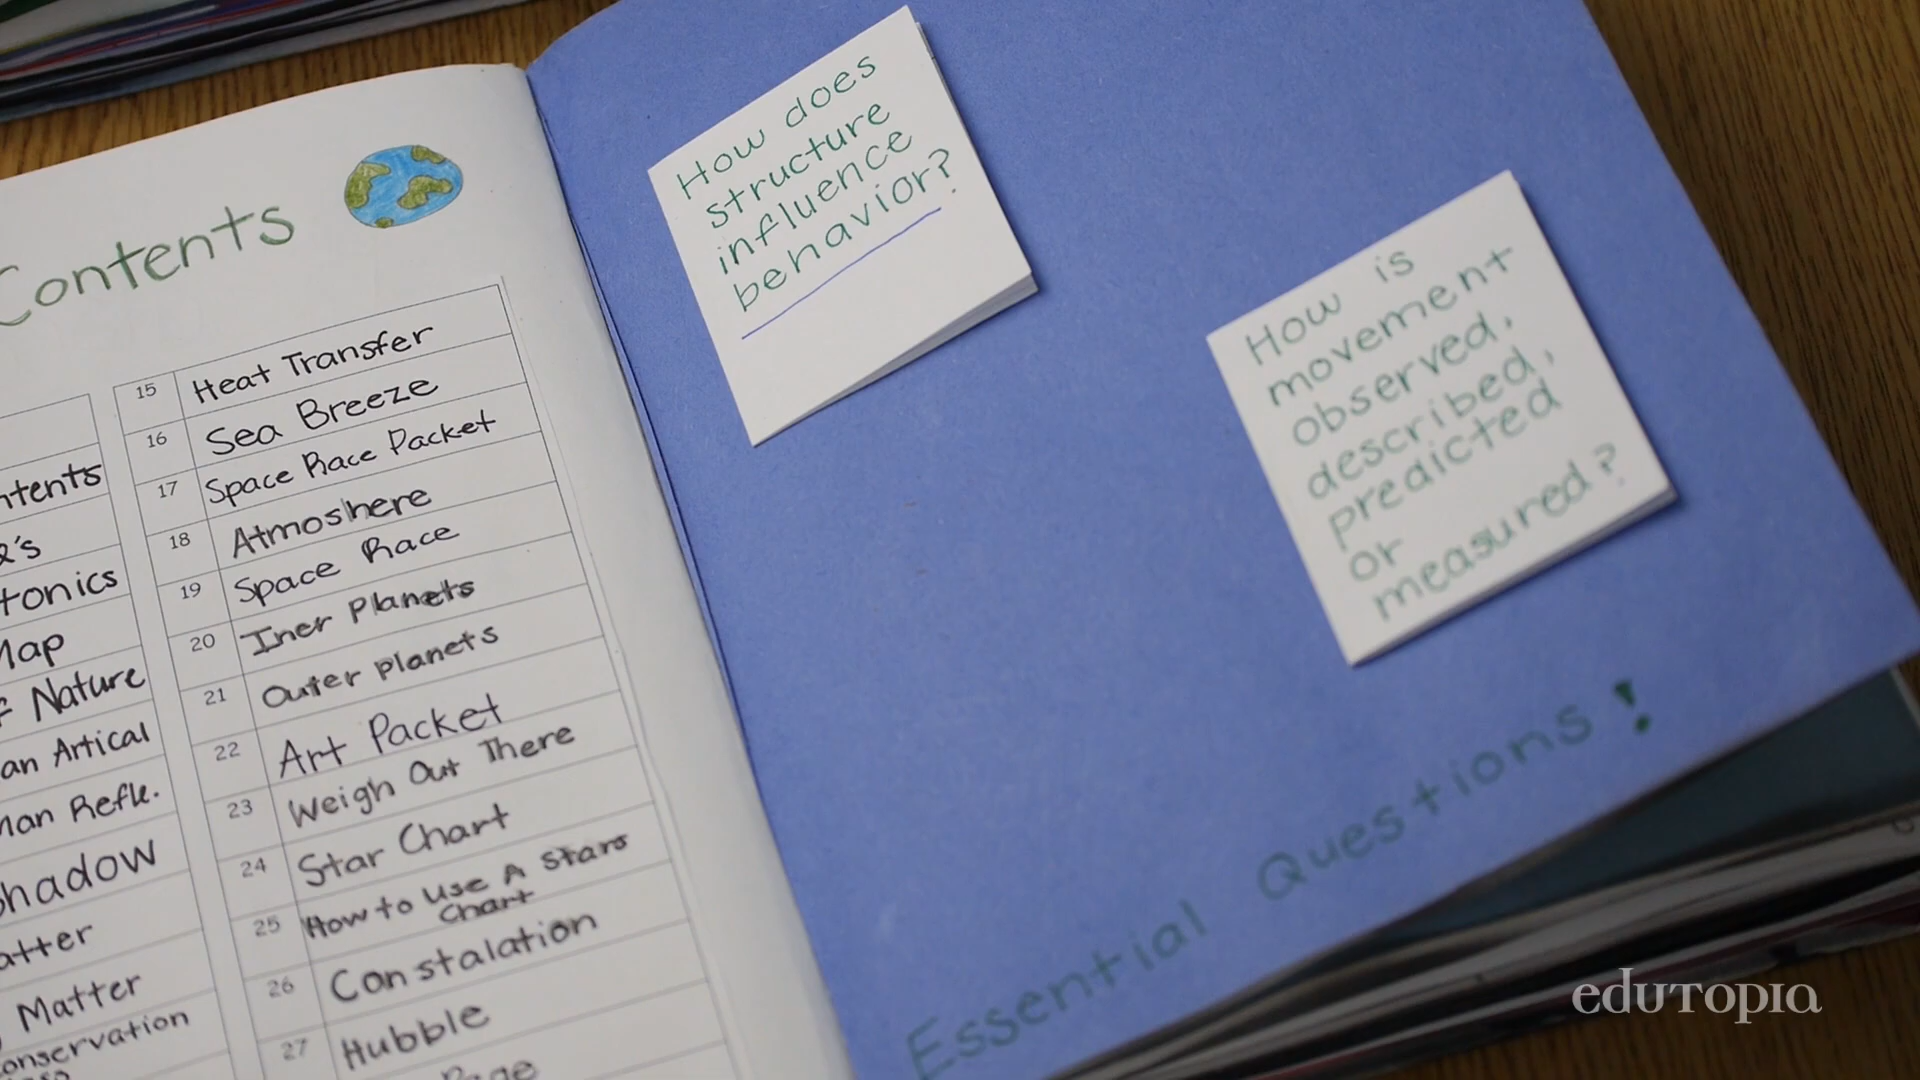 Contents
ntents
's
tonics
Map
f Nature
an Artical
man Refle.
hadow
atter
Matter
onservation
15 Heat Transfer
16 Sea Breeze
17 Space Race Packet
18 Atmoshere
19 Space Race
20 Iner Planets
21 Outer Planets
22 Art Packet
23 Weigh Out There
24 Star Chart
25 How to Use A Stars
Chart
26 Constalation
27 Hubble
Page
How does
structure
influence
behavior?
How is
movement
observed,
described,
predicted
or
measured?
Essential Questions!
edutopia